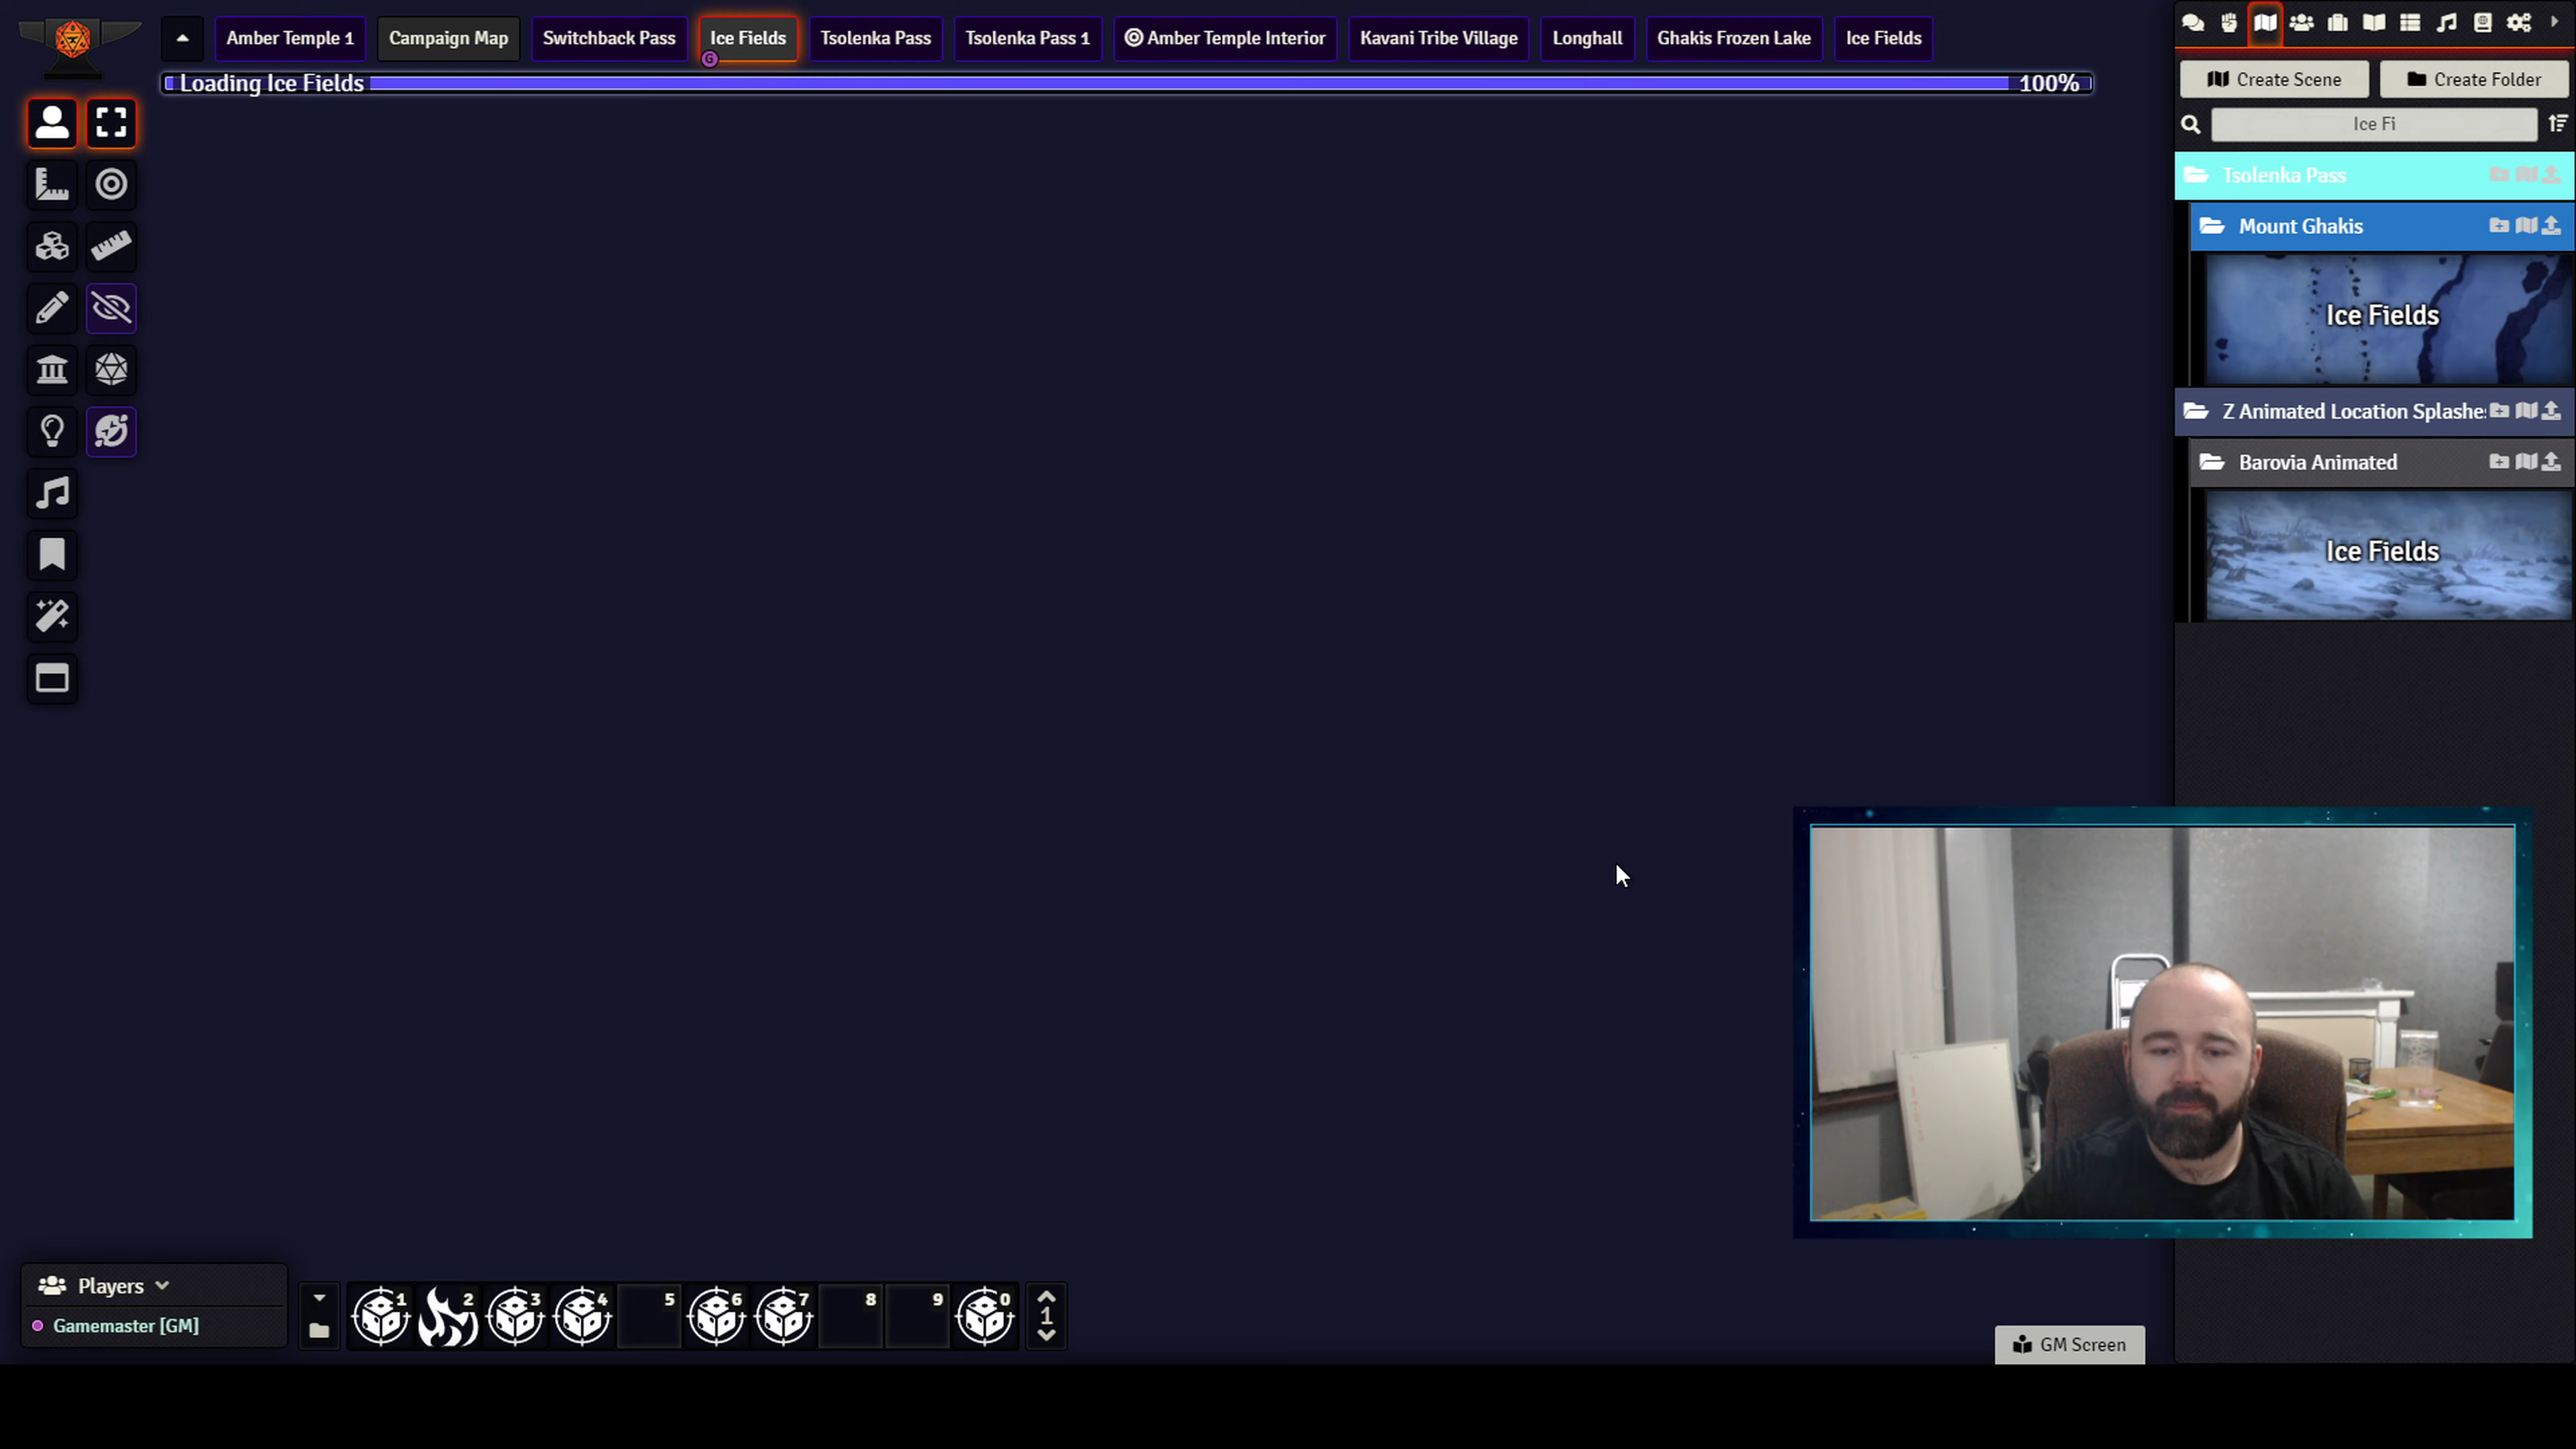 Amber Temple 1
Campaign Map
Switchback Pass
Ice Fields
G
Tsolenka Pass
Tsolenka Pass 1
Amber Temple Interior
Kavani Tribe Village
Longhall
Ghakis Frozen Lake
Ice Fields
Loading Ice Fields
100%
Create Scene
Create Folder
Ice Fi
Tsolenka Pass
Mount Ghakis
Ice Fields
Z Animated Location Splashes
Barovia Animated
Ice Fields
Players
Gamemaster [GM]
1
2
3
4
5
6
7
8
9
0
1
GM Screen